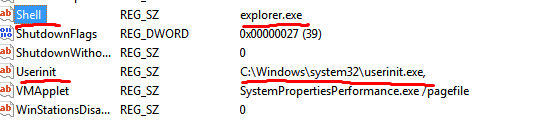 Shell REG_SZ explorer.exe
ShutdownFlags REG_DWORD 0x00000027 (39)
ShutdownWitho... REG_SZ 0
Userinit REG_SZ C:\Windows\system32\userinit.exe,
VMApplet REG_SZ SystemPropertiesPerformance.exe /pagefile
WinStationsDisa... REG_SZ 0